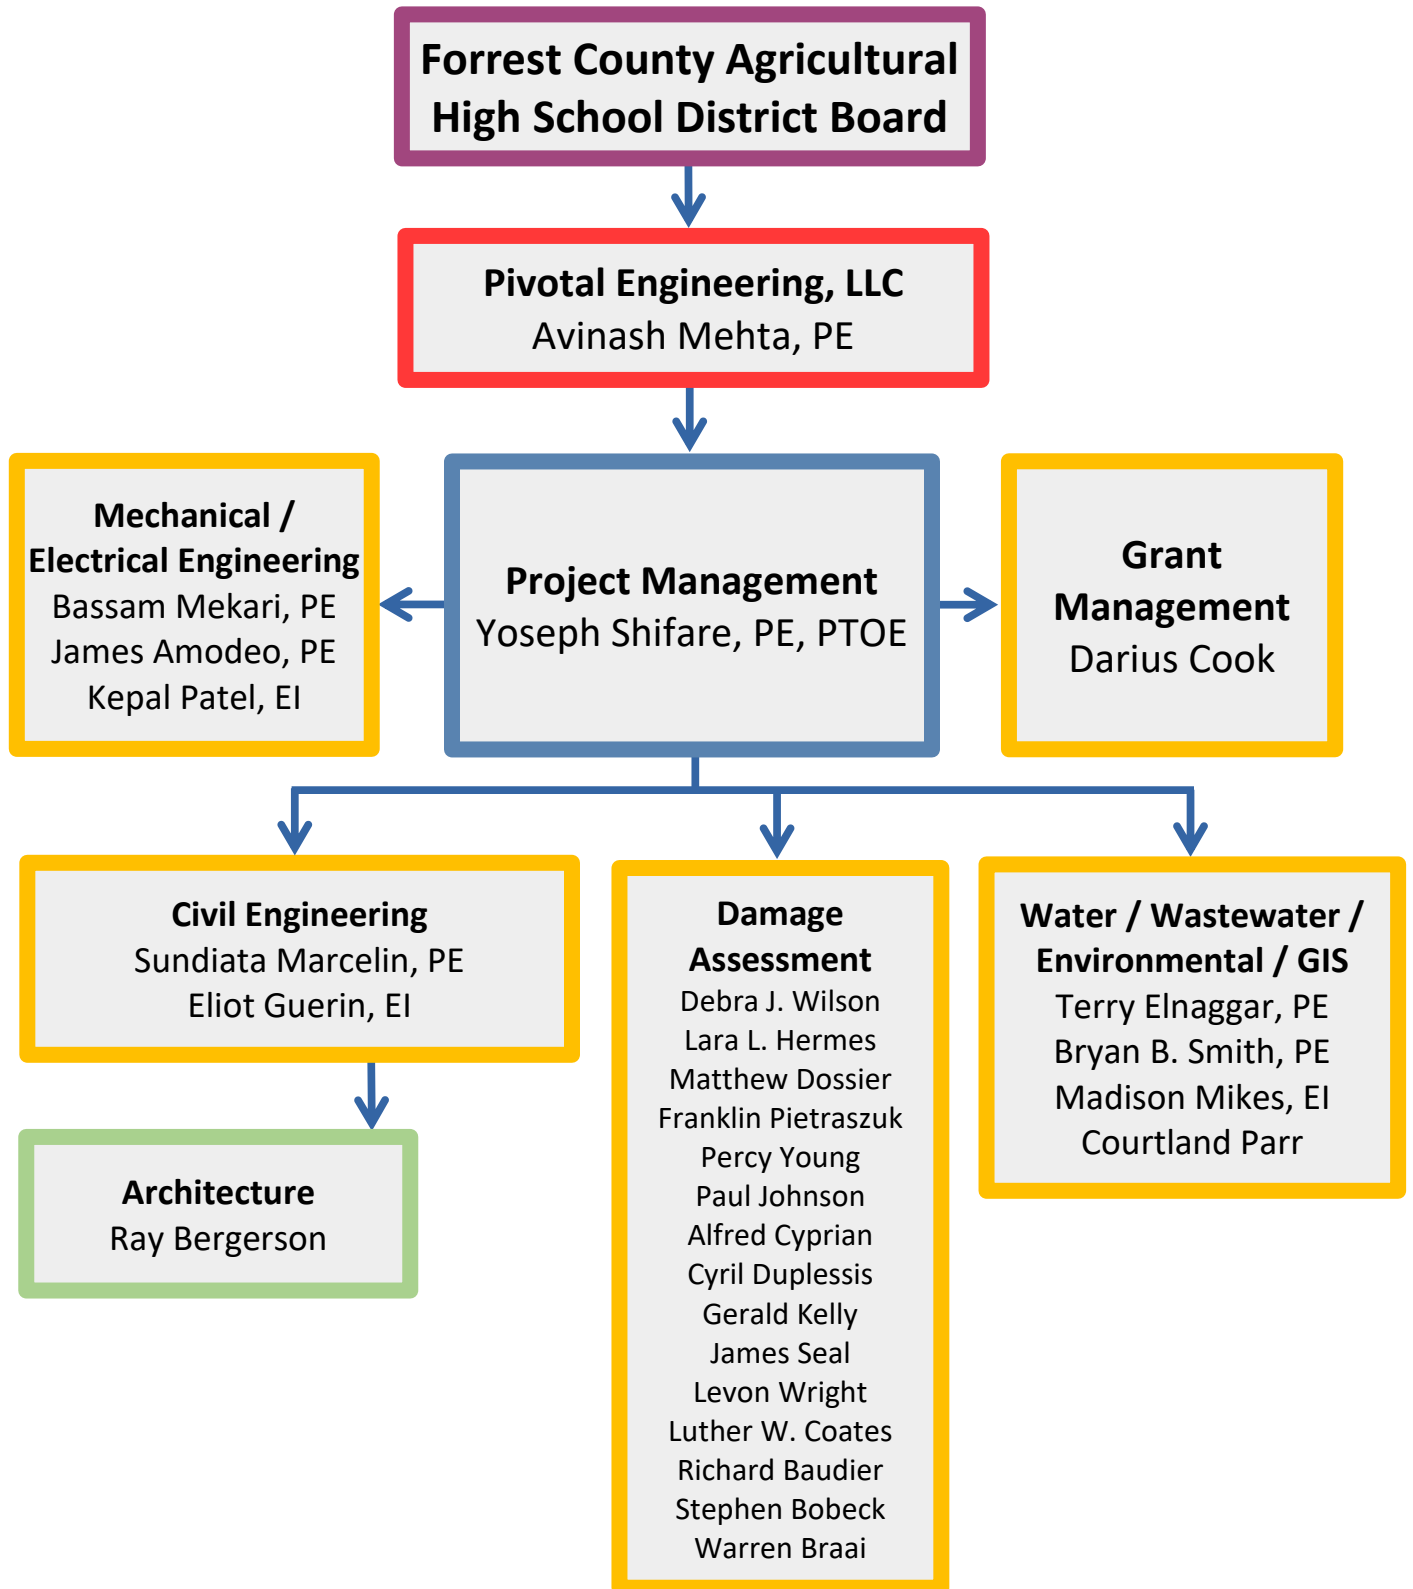 Forrest County Agricultural
High School District Board
Pivotal Engineering, LLC
Avinash Mehta, PE
Mechanical /
Electrical Engineering
Bassam Mekari, PE
James Amodeo, PE
Kepal Patel, EI
Project Management
Yoseph Shifare, PE, PTOE
Grant
Management
Darius Cook
Civil Engineering
Sundiata Marcelin, PE
Eliot Guerin, EI
Architecture
Ray Bergerson
Damage
Assessment
Debra J. Wilson
Lara L. Hermes
Matthew Dossier
Franklin Pietraszuk
Percy Young
Paul Johnson
Alfred Cyprian
Cyril Duplessis
Gerald Kelly
James Seal
Levon Wright
Luther W. Coates
Richard Baudier
Stephen Bobeck
Warren Braai
Water / Wastewater /
Environmental / GIS
Terry Elnaggar, PE
Bryan B. Smith, PE
Madison Mikes, EI
Courtland Parr